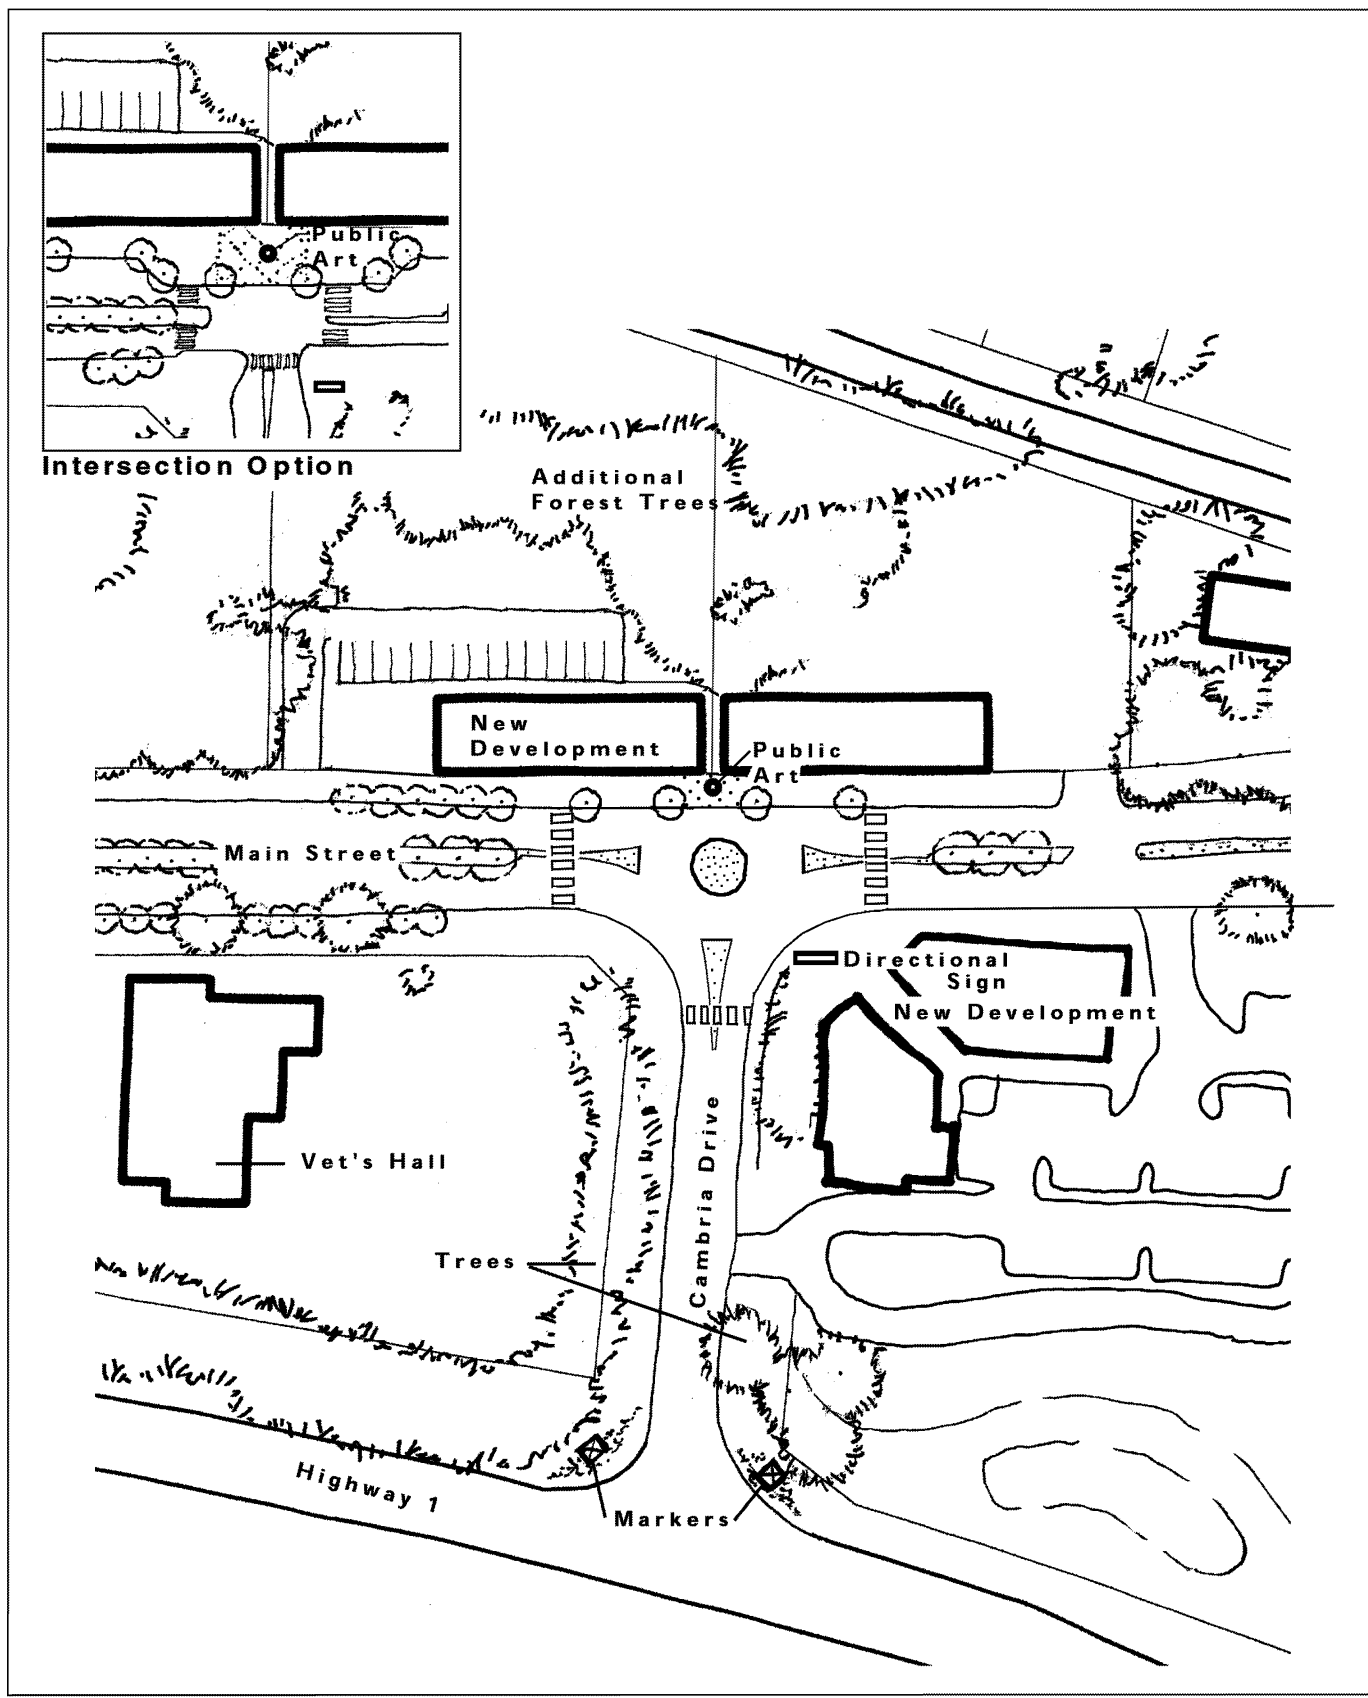 Public
Art
Intersection Option
Additional
Forest Trees
New
Development
Public
Art
Main Street
Directional
Sign
New Development
Cambria Drive
Vet's Hall
Trees
Highway 1
Markers